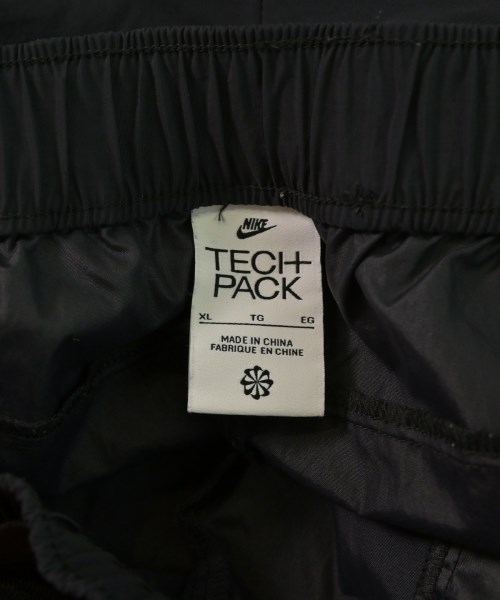 NIKE
TECH
PACK
XL TG EG
MADE IN CHINA
FABRIQUE EN CHINE